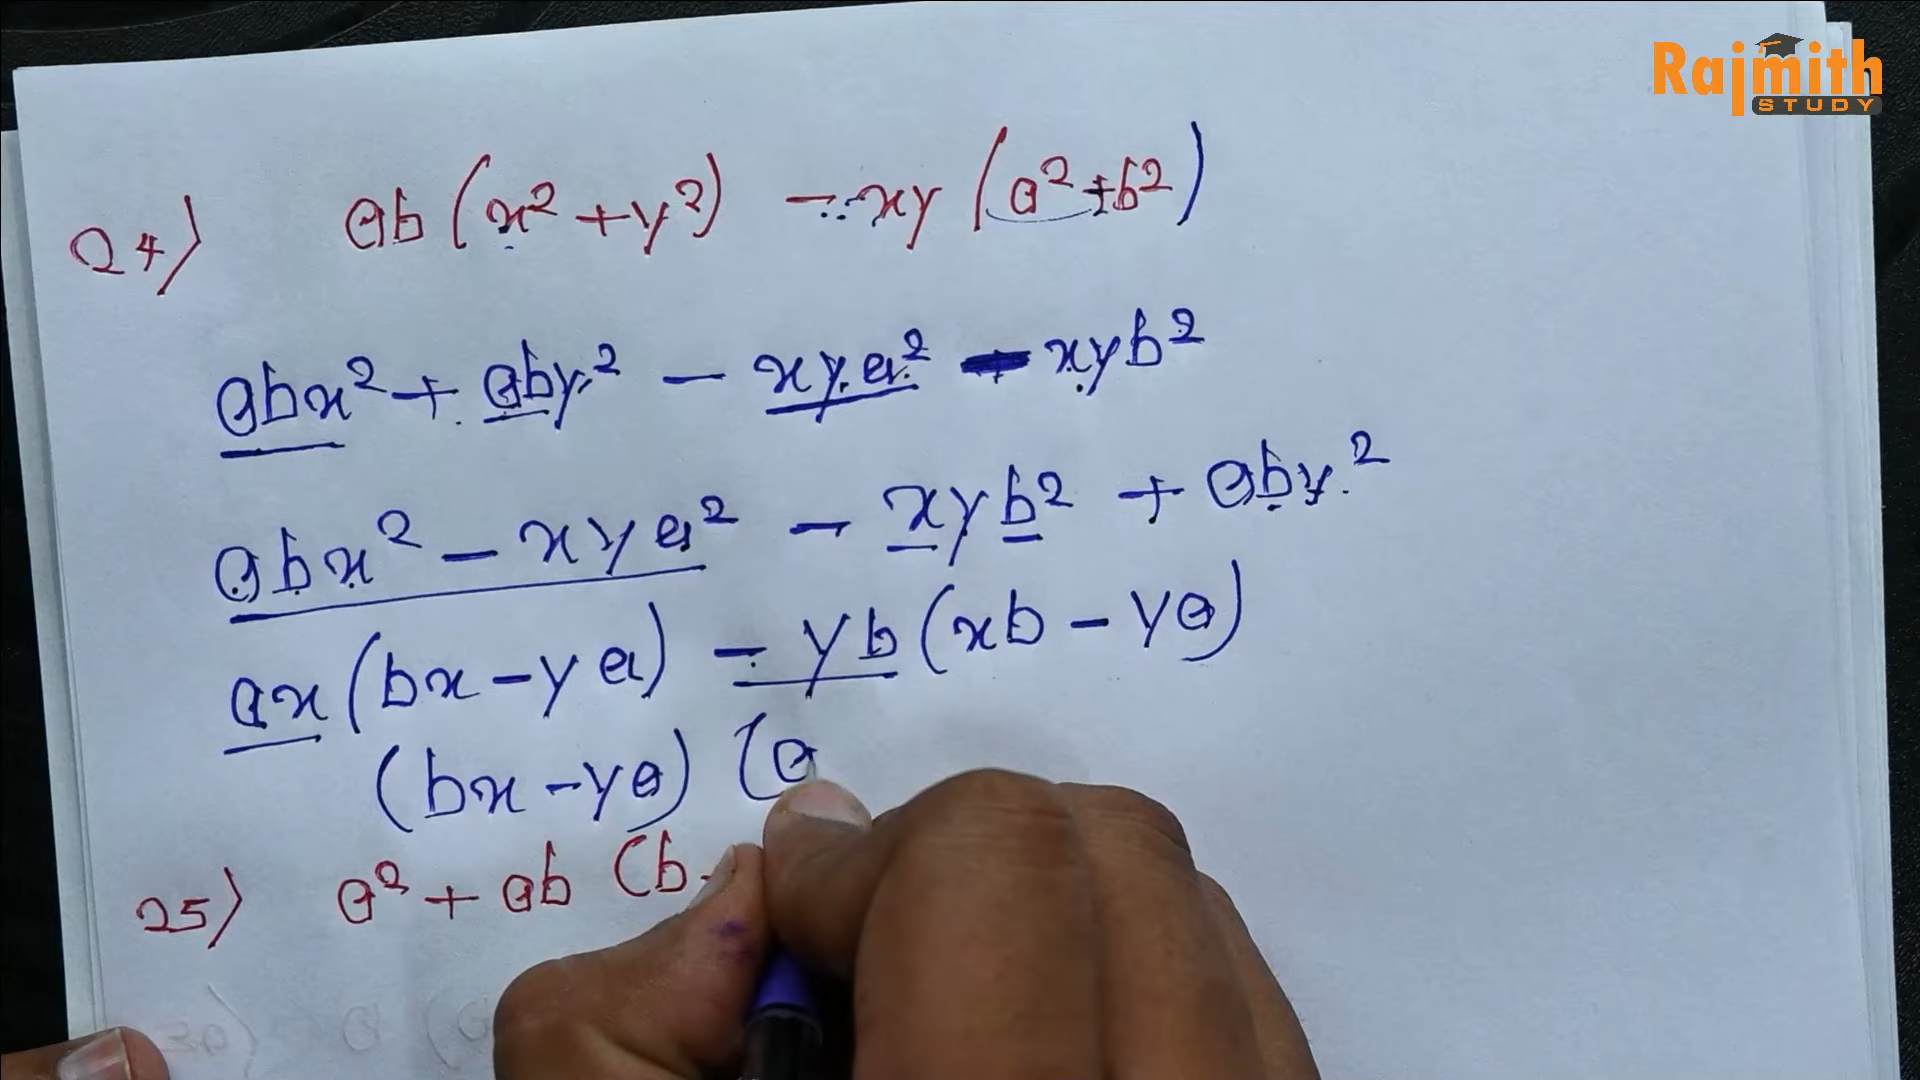 Rajmith
STUDY
24) ab (x² + y²) - xy (a² + b²)
abx² + aby² - xya² - xyb²
abx² - xya² - xyb² + aby²
ax (bx - ya) - yb (xb - ya)
(bx - ya) (a
25) a² + ab (b
30) a (a